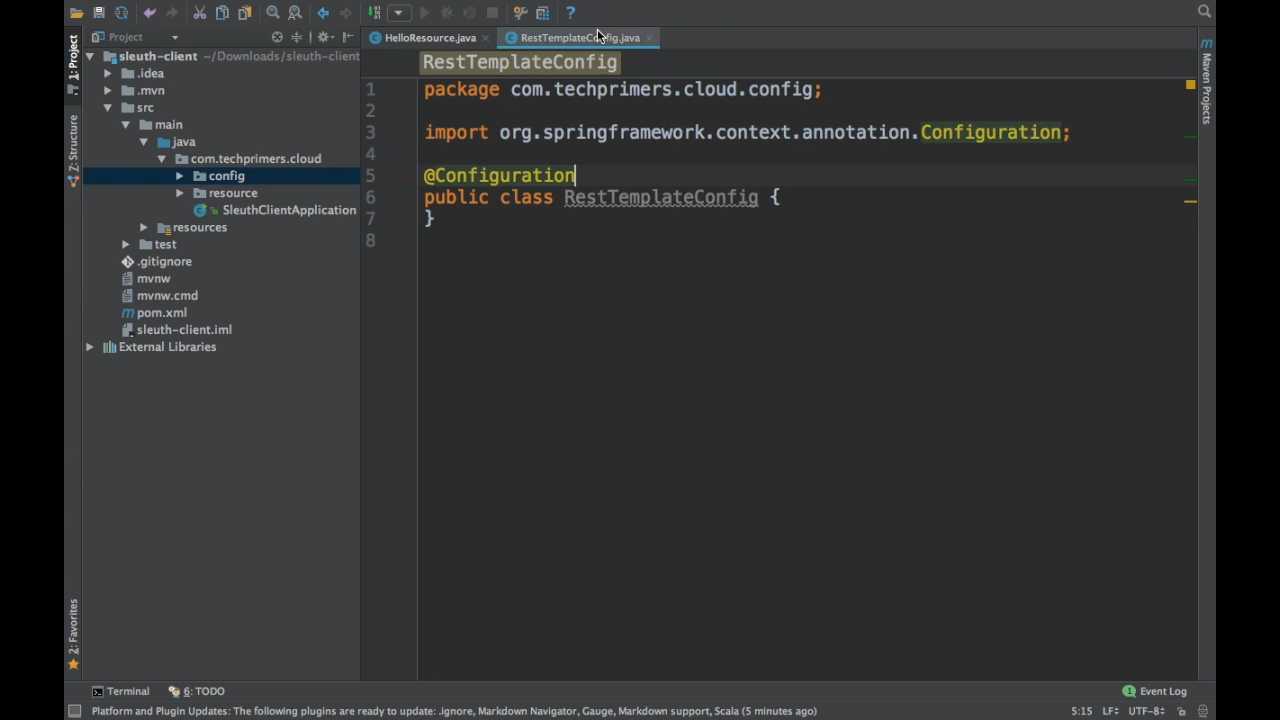 Project
HelloResource.java
RestTemplateConfig.java
1: Project
Z: Structure
2: Favorites
sleuth-client ~/Downloads/sleuth-client
.idea
.mvn
src
main
java
com.techprimers.cloud
config
resource
SleuthClientApplication
resources
test
.gitignore
mvnw
mvnw.cmd
pom.xml
sleuth-client.iml
External Libraries
RestTemplateConfig
1 package com.techprimers.cloud.config;
2
3 import org.springframework.context.annotation.Configuration;
4
5 @Configuration
6 public class RestTemplateConfig {
7 }
8
Maven Projects
Terminal
6: TODO
1 Event Log
Platform and Plugin Updates: The following plugins are ready to update: .ignore, Markdown Navigator, Gauge, Markdown support, Scala (5 minutes ago)
5:15 LF÷ UTF-8÷